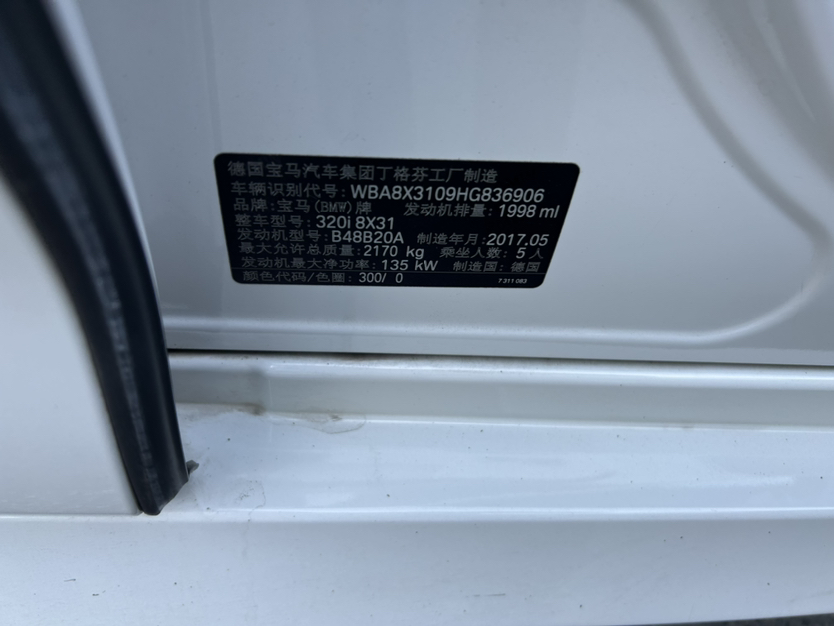 德国宝马汽车集团丁格芬工厂制造
车辆识别代号: WBA8X3109HG836906
品牌: 宝马(BMW)牌 发动机排量: 1998 ml
整车型号: 320i 8X31
发动机型号: B48B20A 制造年月: 2017.05
最大允许总质量: 2170 kg 乘坐人数: 5 人
发动机最大净功率: 135 kW 制造国: 德国
颜色代码/色圈: 300/ 0 7 311 083